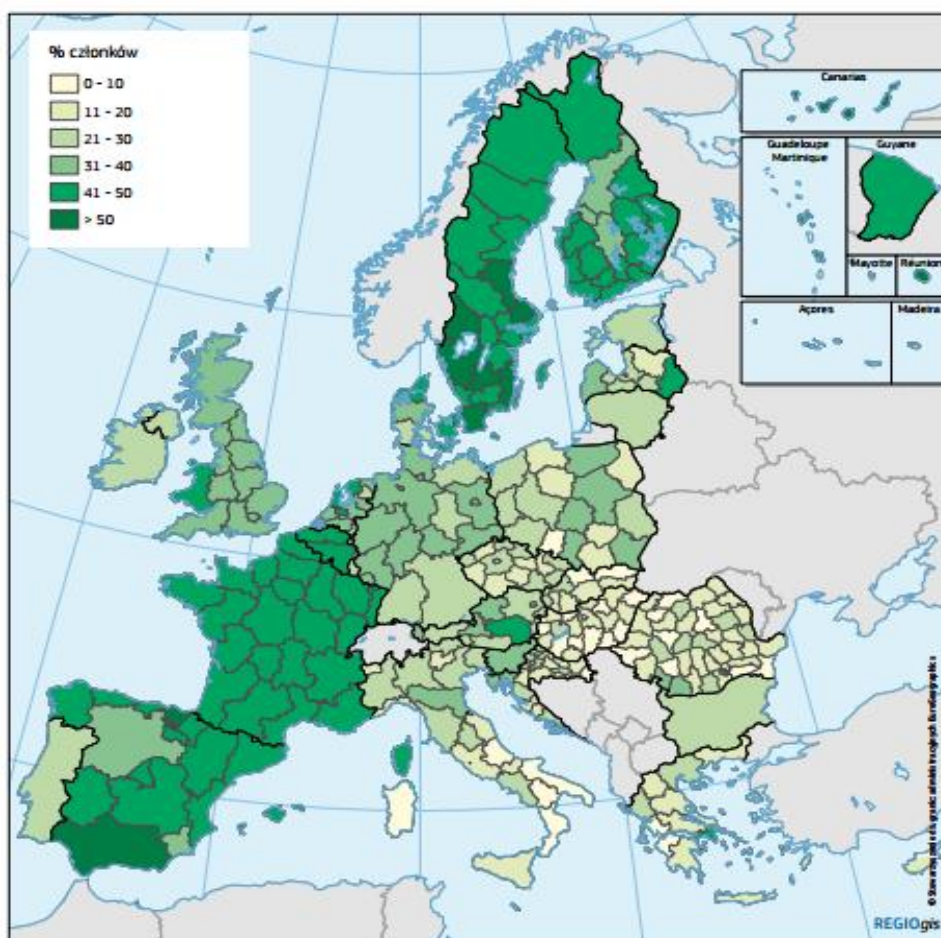 % członków
0 - 10
11 - 20
21 - 30
31 - 40
41 - 50
> 50
Canarias
Guadeloupe
Martinique
Guyane
Mayotte
Réunion
Açores
Madeira
REGIOgis